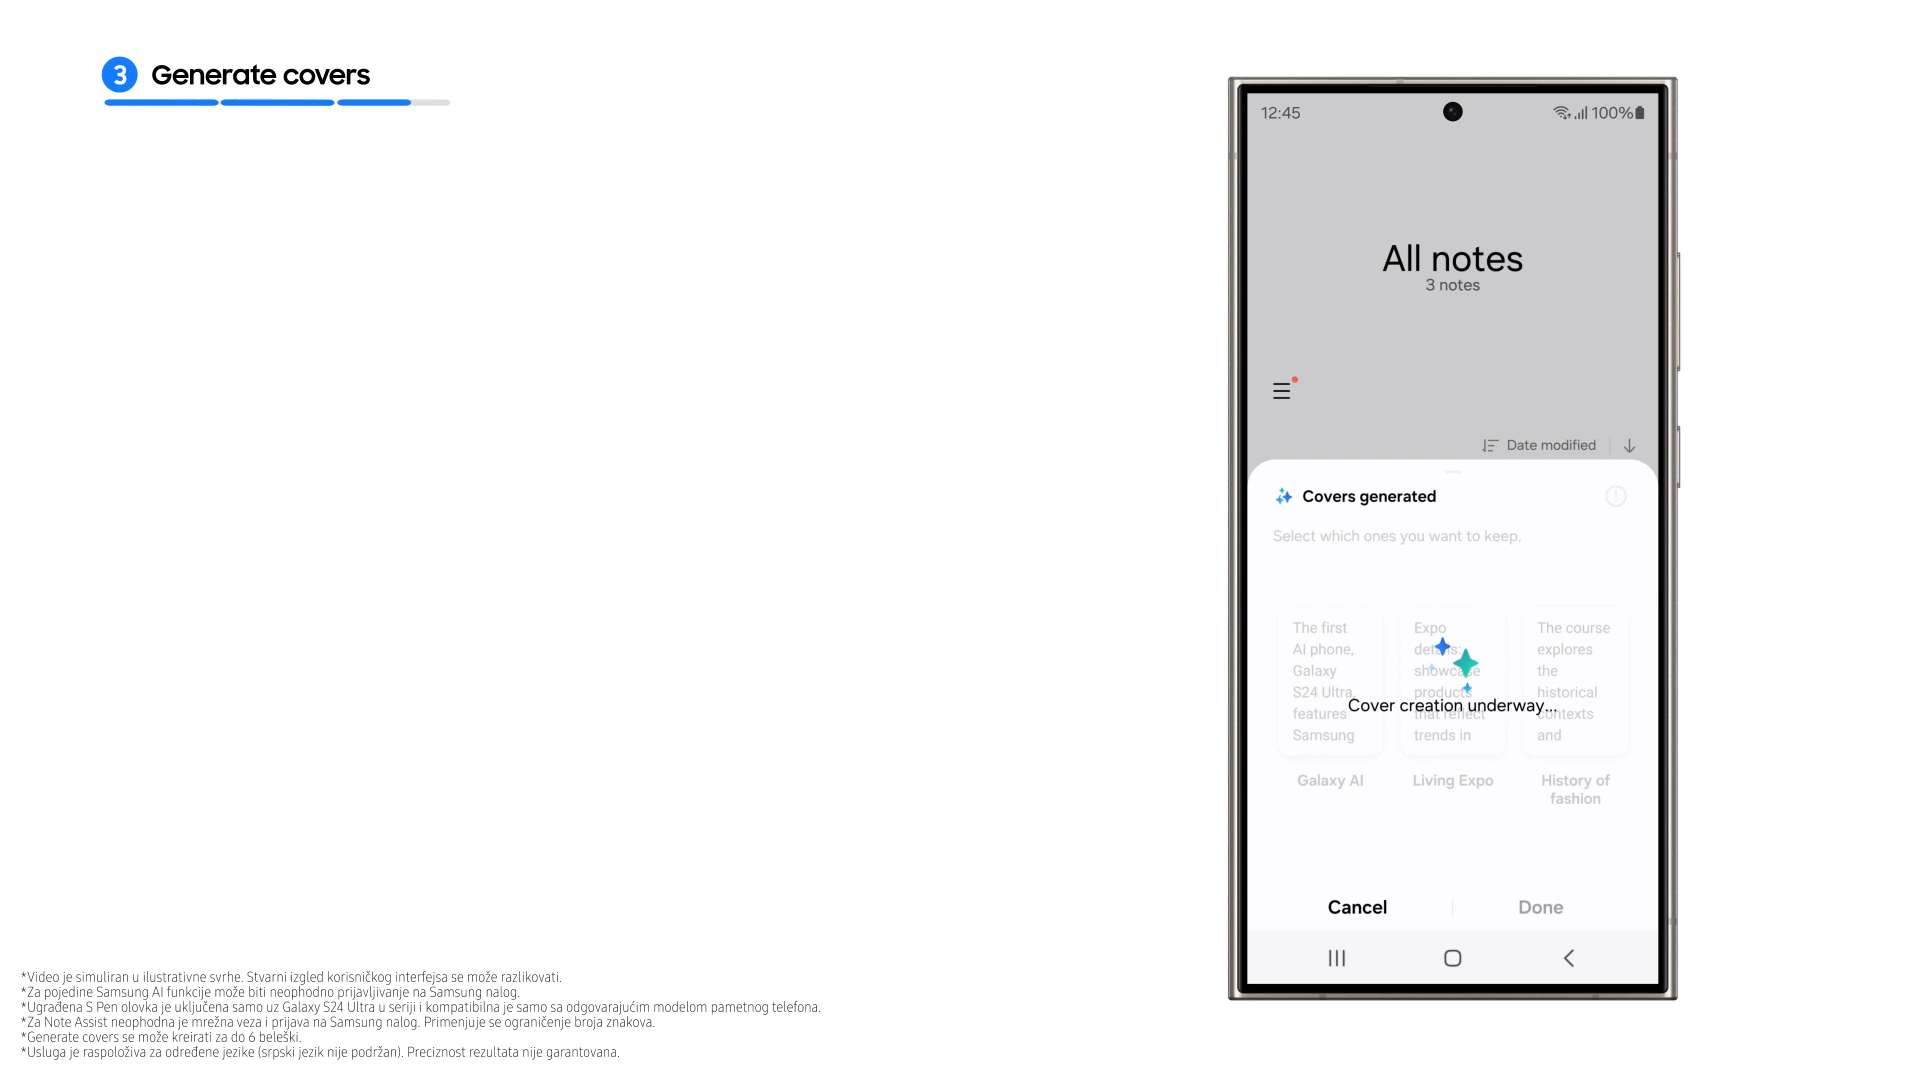 3 Generate covers
12:45 100%
All notes
3 notes
Date modified
Covers generated
Select which ones you want to keep.
The first
AI phone,
Galaxy
S24 Ultra,
features
Samsung
Expo
details:
showcase
products
that reflect
trends in
The course
explores
the
historical
contexts
and
Cover creation underway...
Galaxy AI
Living Expo
History of
fashion
Cancel
Done
*Video je simuliran u ilustrativne svrhe. Stvarni izgled korisničkog interfejsa se može razlikovati.
*Za pojedine Samsung AI funkcije može biti neophodno prijavljivanje na Samsung nalog.
*Ugrađena S Pen olovka je uključena samo uz Galaxy S24 Ultra u seriji i kompatibilna je samo sa odgovarajućim modelom pametnog telefona.
*Za Note Assist neophodna je mrežna veza i prijava na Samsung nalog. Primenjuje se ograničenje broja znakova.
*Generate covers se može kreirati za do 6 beleški.
*Usluga je raspoloživa za određene jezike (srpski jezik nije podržan). Preciznost rezultata nije garantovana.